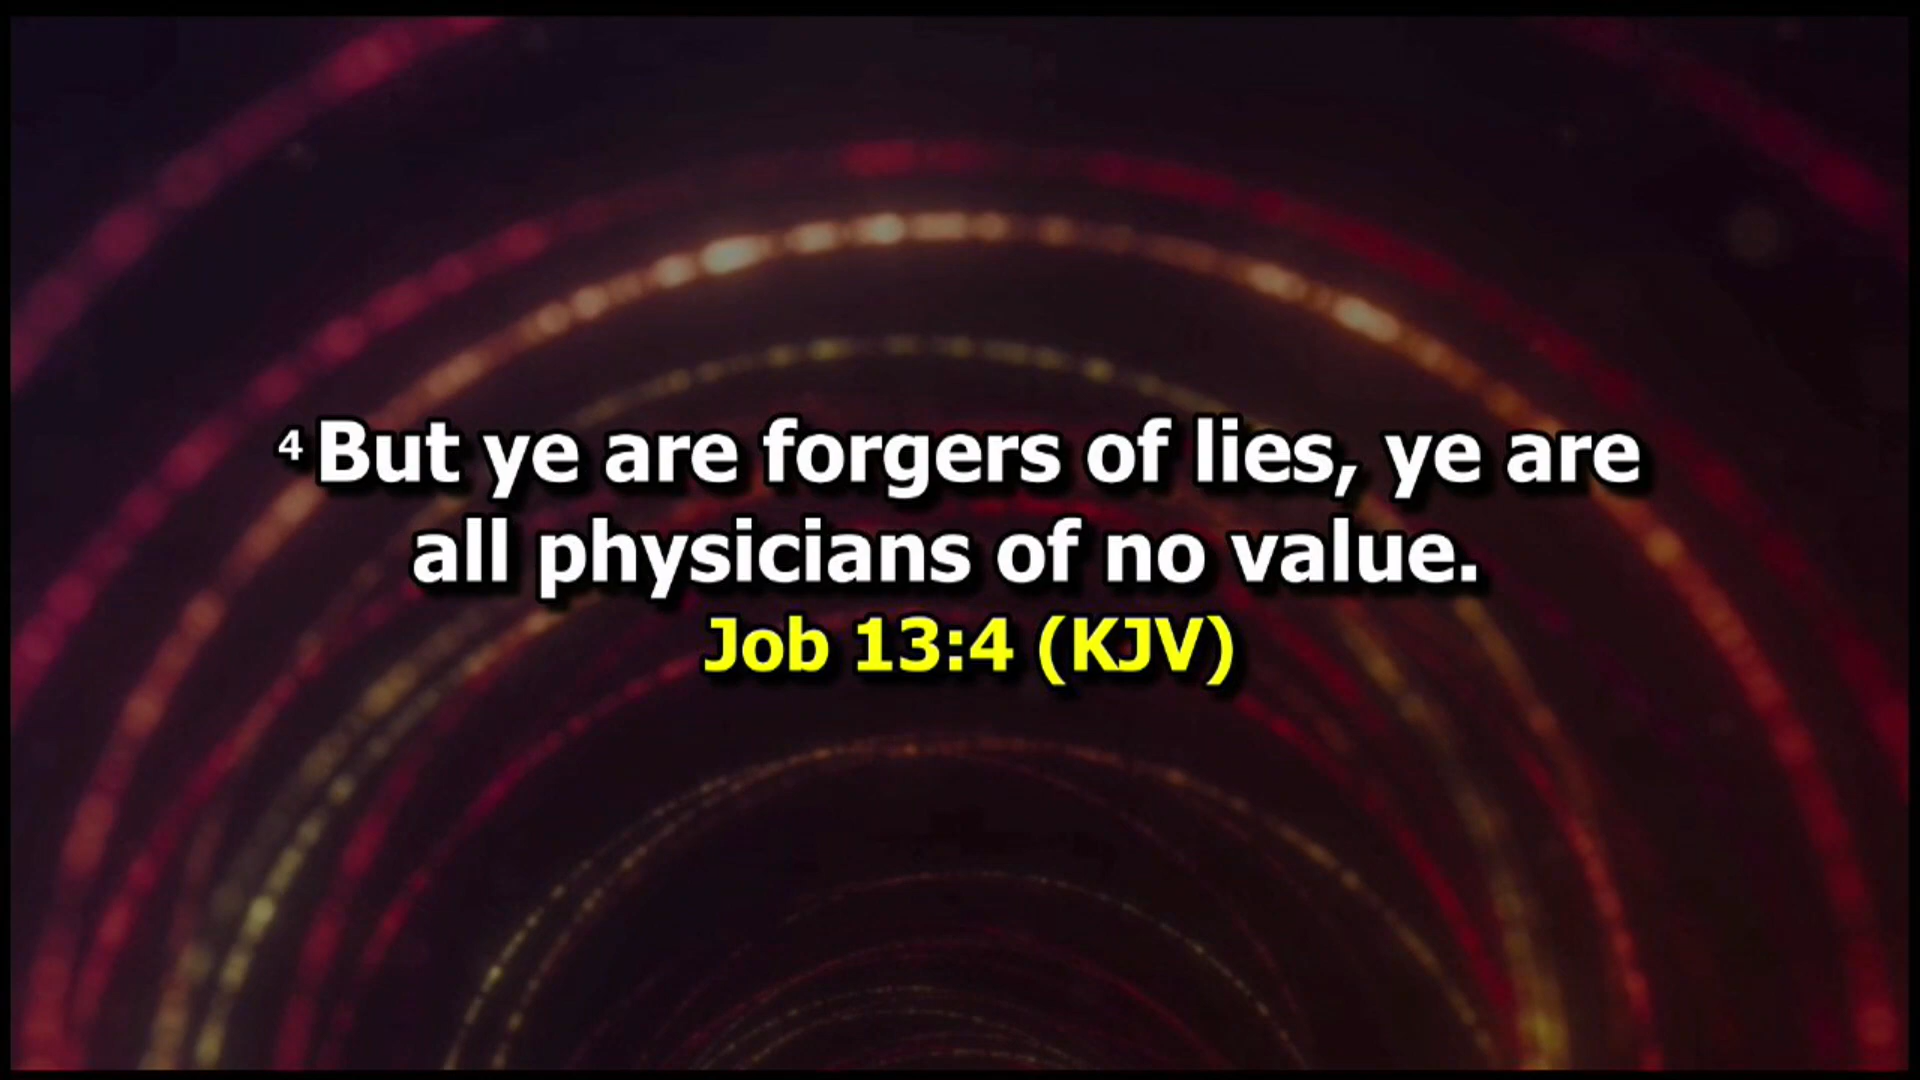 4 But ye are forgers of lies, ye are
all physicians of no value.
Job 13:4 (KJV)